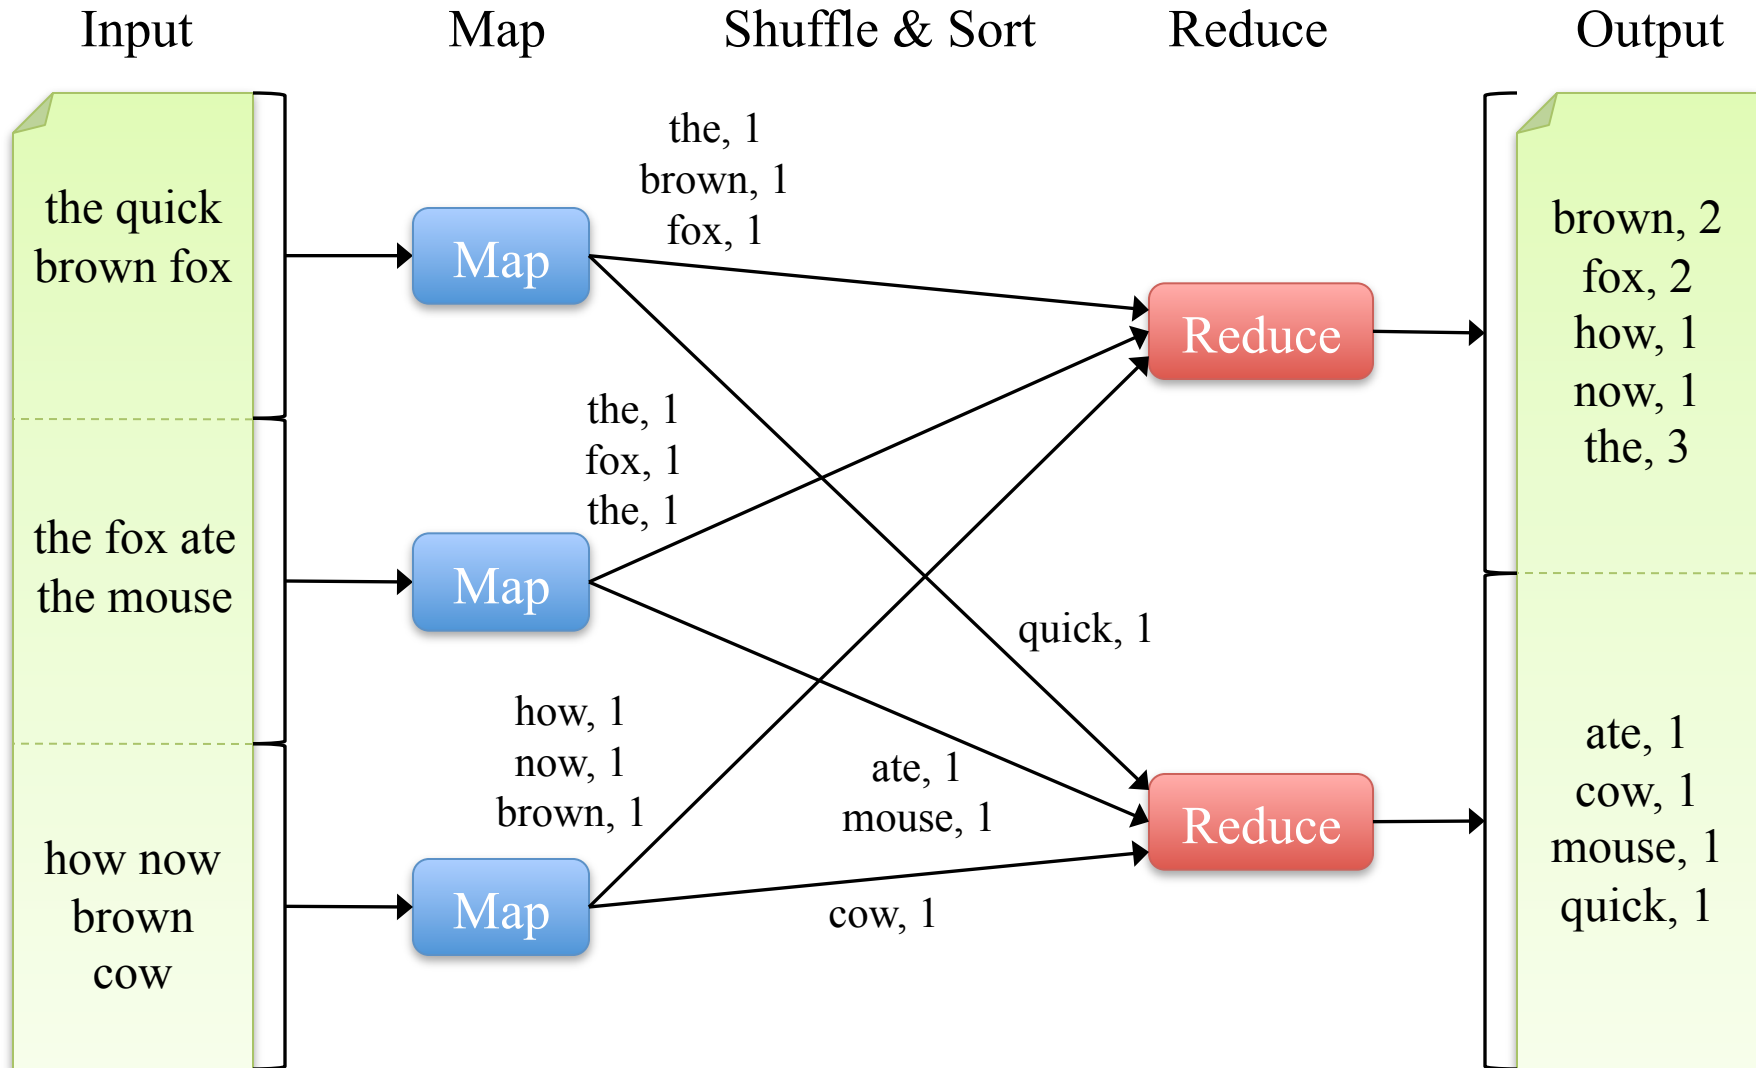 Input
Map
Shuffle & Sort
Reduce
Output
the quick
brown fox
the fox ate
the mouse
how now
brown
cow
Map
Map
Map
the, 1
brown, 1
fox, 1
the, 1
fox, 1
the, 1
how, 1
now, 1
brown, 1
quick, 1
ate, 1
mouse, 1
cow, 1
Reduce
Reduce
brown, 2
fox, 2
how, 1
now, 1
the, 3
ate, 1
cow, 1
mouse, 1
quick, 1